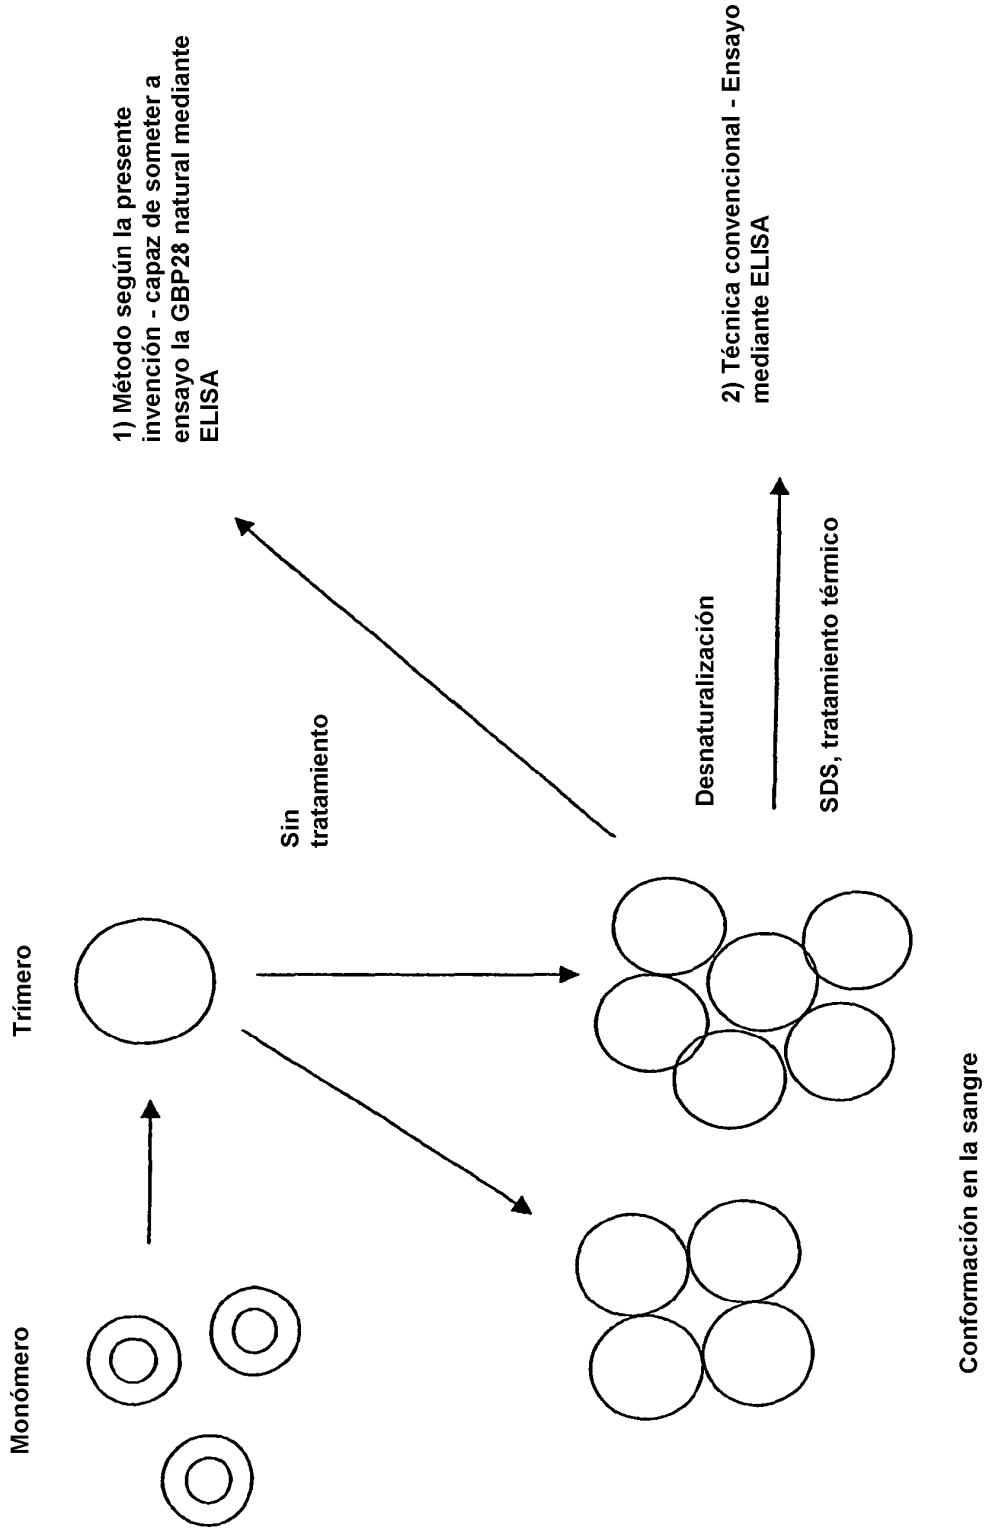 Monómero
Trímero
Sin
tratamiento
1) Método según la presente
invención - capaz de someter a
ensayo la GBP28 natural mediante
ELISA
Desnaturalización
SDS, tratamiento térmico
2) Técnica convencional - Ensayo
mediante ELISA
Conformación en la sangre